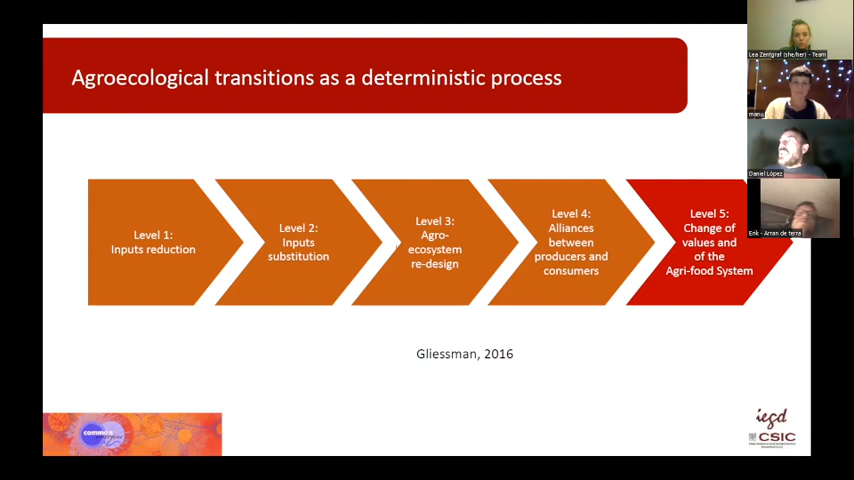 Agroecological transitions as a deterministic process
Level 1:
Inputs reduction
Level 2:
Inputs
substitution
Level 3:
Agro-
ecosystem
re-design
Level 4:
Alliances
between
producers and
consumers
Level 5:
Change of
values and
of the
Agri-food System
Gliessman, 2016
iegd
CSIC
Lea Zentgraf (she/her) - Team
manu
Daniel López
Erik - Arran de terra